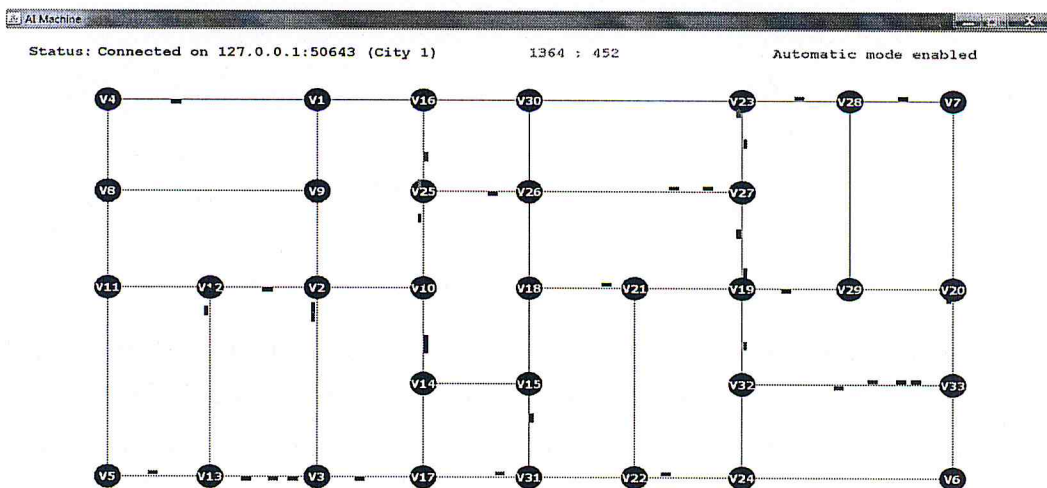 AI Machine
Status: Connected on 127.0.0.1:50643 (City 1) 1364 ; 452 Automatic mode enabled
V4 V1 V16 V30 V23 V28 V7
V8 V9 V25 V26 V27
V11 V12 V2 V10 V18 V21 V19 V29 V20
V14 V15 V32 V33
V5 V13 V3 V17 V31 V22 V24 V6